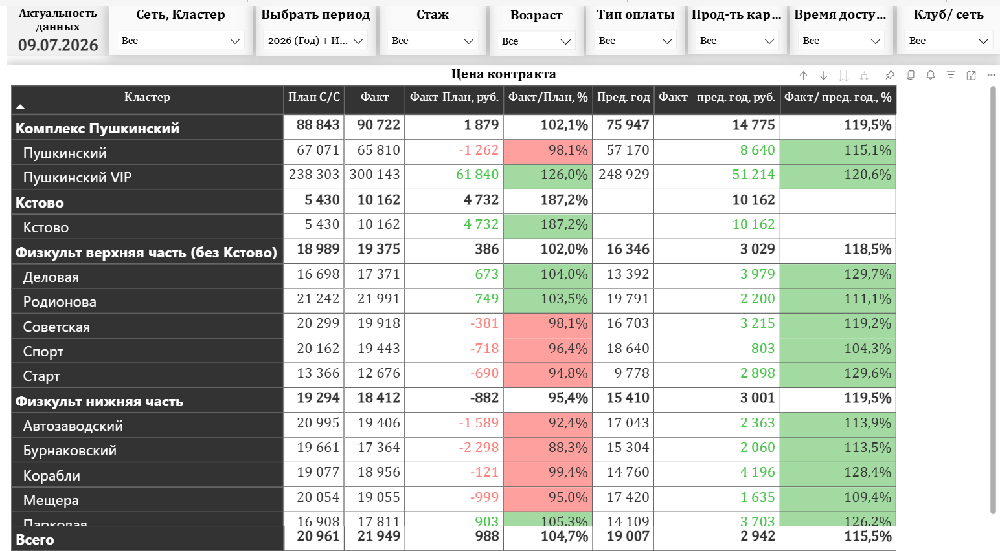 Актуальность данных
09.07.2026
Сеть, Кластер
Все
Выбрать период
2026 (Год) + И...
Стаж
Все
Возраст
Все
Тип оплаты
Все
Прод-ть кар...
Все
Время досту...
Все
Клуб/ сеть
Все
Цена контракта
Кластер План С/С Факт Факт-План, руб. Факт/План, % Пред. год Факт - пред. год, руб. Факт/ пред. год., %
Комплекс Пушкинский 88 843 90 722 1 879 102,1% 75 947 14 775 119,5%
Пушкинский 67 071 65 810 -1 262 98,1% 57 170 8 640 115,1%
Пушкинский VIP 238 303 300 143 61 840 126,0% 248 929 51 214 120,6%
Кстово 5 430 10 162 4 732 187,2% 10 162
Кстово 5 430 10 162 4 732 187,2% 10 162
Физкульт верхняя часть (без Кстово) 18 989 19 375 386 102,0% 16 346 3 029 118,5%
Деловая 16 698 17 371 673 104,0% 13 392 3 979 129,7%
Родионова 21 242 21 991 749 103,5% 19 791 2 200 111,1%
Советская 20 299 19 918 -381 98,1% 16 703 3 215 119,2%
Спорт 20 162 19 443 -718 96,4% 18 640 803 104,3%
Старт 13 366 12 676 -690 94,8% 9 778 2 898 129,6%
Физкульт нижняя часть 19 294 18 412 -882 95,4% 15 410 3 001 119,5%
Автозаводский 20 995 19 406 -1 589 92,4% 17 043 2 363 113,9%
Бурнаковский 19 661 17 364 -2 298 88,3% 15 304 2 060 113,5%
Корабли 19 077 18 956 -121 99,4% 14 760 4 196 128,4%
Мещера 20 054 19 055 -999 95,0% 17 420 1 635 109,4%
Парковая 16 908 17 811 903 105,3% 14 109 3 703 126,2%
Всего 20 961 21 949 988 104,7% 19 007 2 942 115,5%